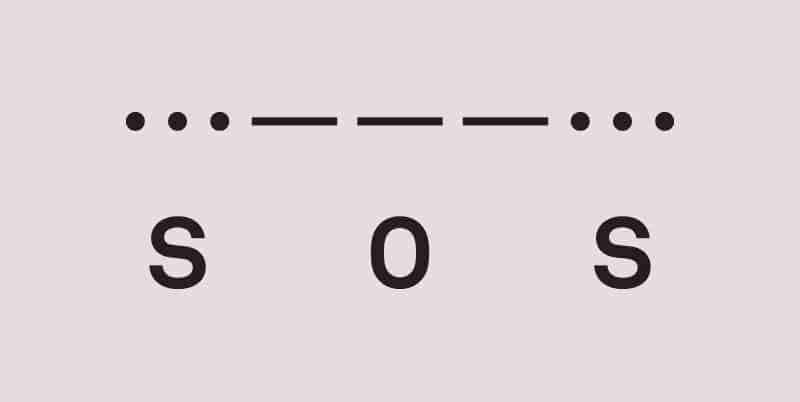 • • • — — — • • •
S O S